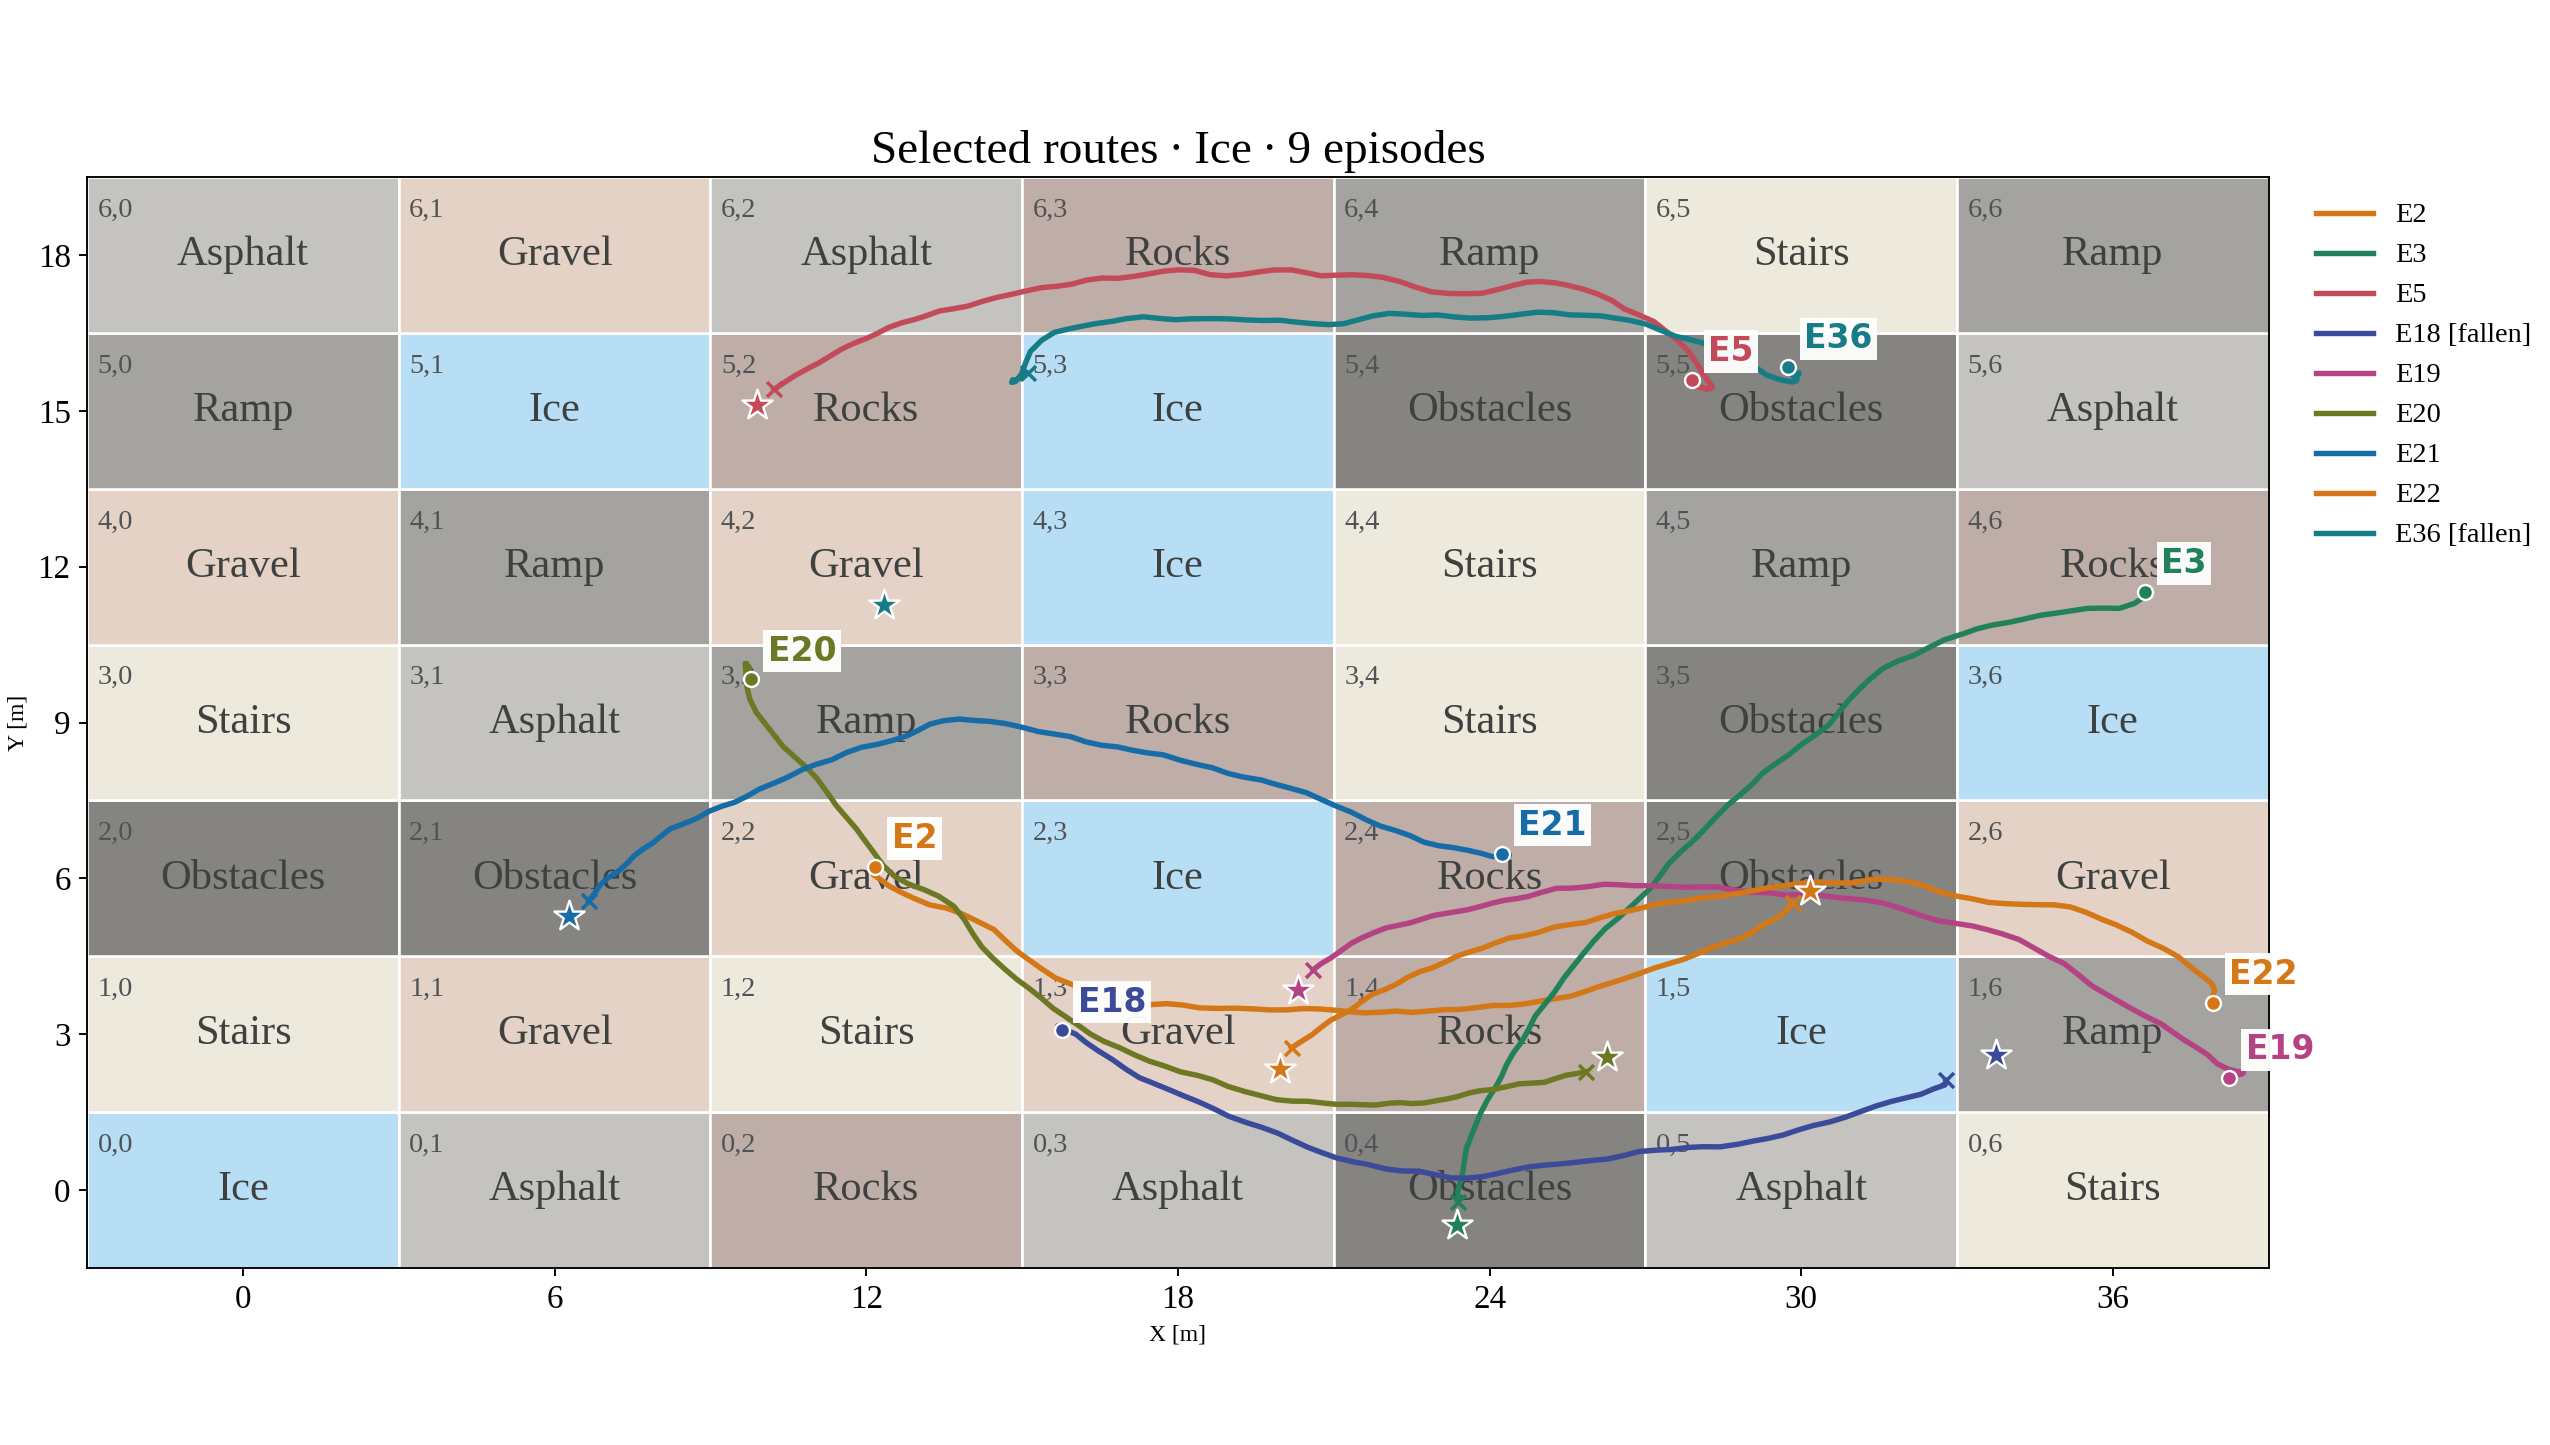 Selected routes · Ice · 9 episodes
6,0 6,1 6,2 6,3 6,4 6,5 6,6
Asphalt Gravel Asphalt Rocks Ramp Stairs Ramp
5,0 5,1 5,2 5,3 5,4 5,5 5,6
Ramp Ice Rocks Ice Obstacles Obstacles Asphalt
4,0 4,1 4,2 4,3 4,4 4,5 4,6
Gravel Ramp Gravel Ice Stairs Ramp Rocks
3,0 3,1 3, 3,3 3,4 3,5 3,6
Stairs Asphalt Ramp Rocks Stairs Obstacles Ice
2,0 2,1 2,2 2,3 2,4 2,5 2,6
Obstacles Obstacles Gravel Ice Rocks Obstacles Gravel
1,0 1,1 1,2 1,3 1,4 1,5 1,6
Stairs Gravel Stairs Gravel Rocks Ice Ramp
0,0 0,1 0,2 0,3 0,4 0,5 0,6
Ice Asphalt Rocks Asphalt Obstacles Asphalt Stairs
E5
E36
E3
E20
E2
E21
E18
E22
E19
18
15
12
9
6
3
0
Y [m]
0 6 12 18 24 30 36
X [m]
E2
E3
E5
E18 [fallen]
E19
E20
E21
E22
E36 [fallen]